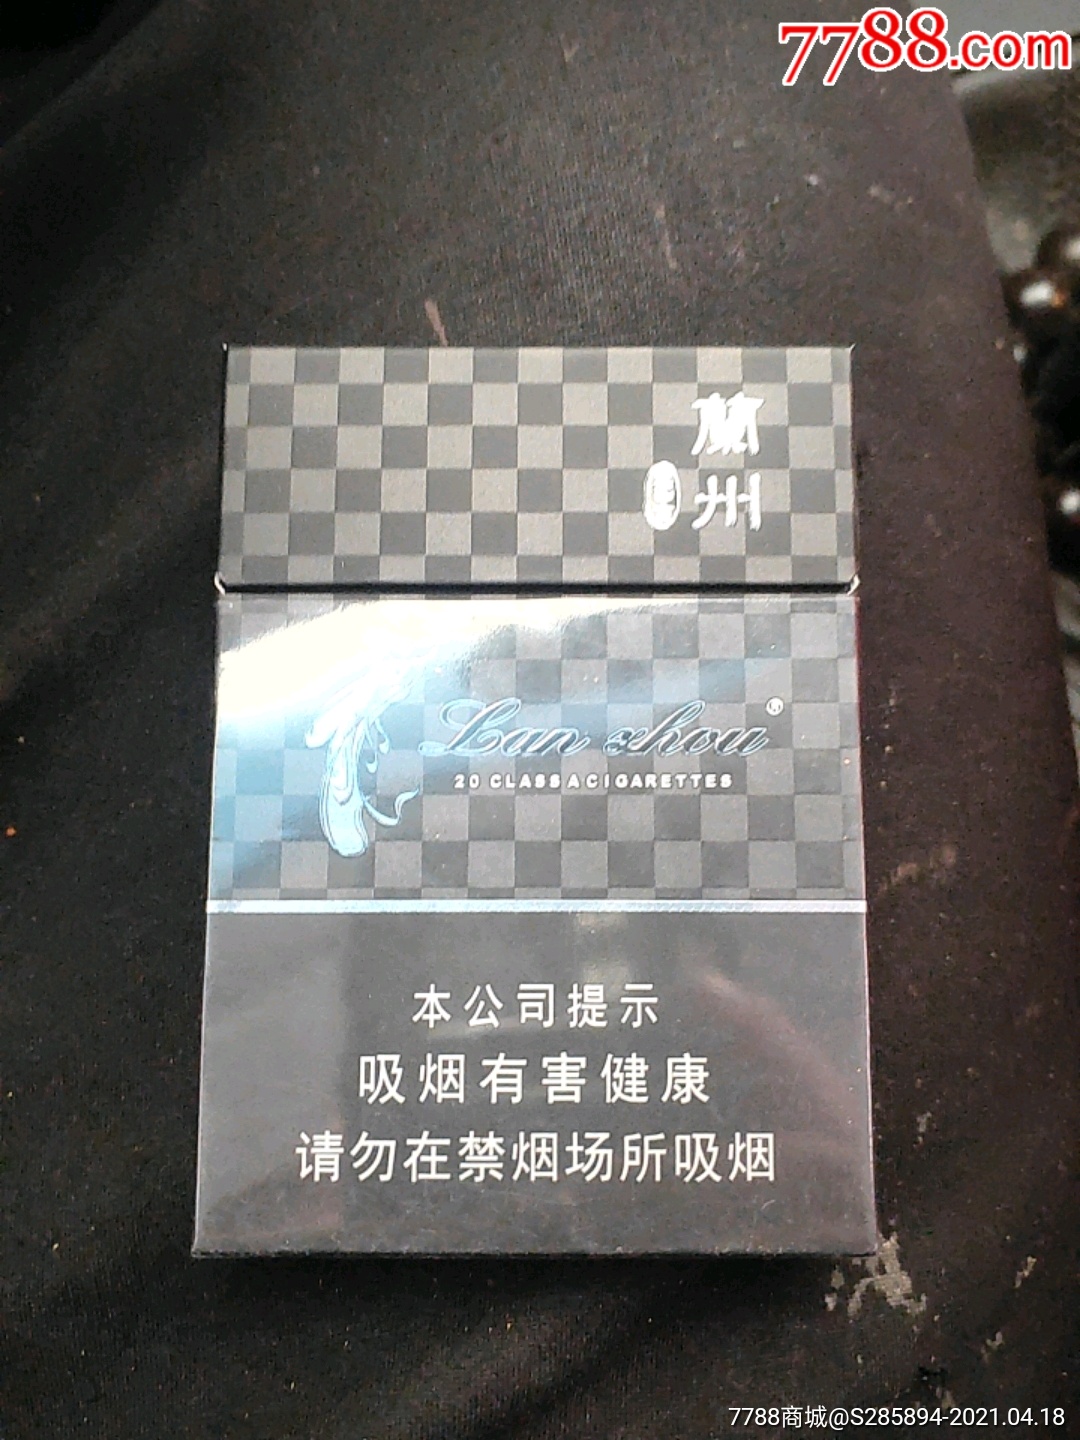 7788.com
蘭州
Lan zhou®
20 CLASS A CIGARETTES
本公司提示
吸烟有害健康
请勿在禁烟场所吸烟
7788商城@S285894-2021.04.18